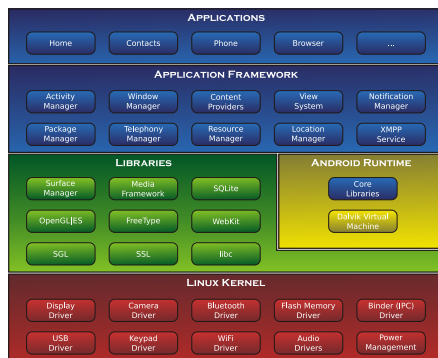 APPLICATIONS
Home Contacts Phone Browser ...
APPLICATION FRAMEWORK
Activity Manager Window Manager Content Providers View System Notification Manager
Package Manager Telephony Manager Resource Manager Location Manager XMPP Service
LIBRARIES
Surface Manager Media Framework SQLite
OpenGL|ES FreeType WebKit
SGL SSL libc
ANDROID RUNTIME
Core Libraries
Dalvik Virtual Machine
LINUX KERNEL
Display Driver Camera Driver Bluetooth Driver Flash Memory Driver Binder (IPC) Driver
USB Driver Keypad Driver WiFi Driver Audio Drivers Power Management